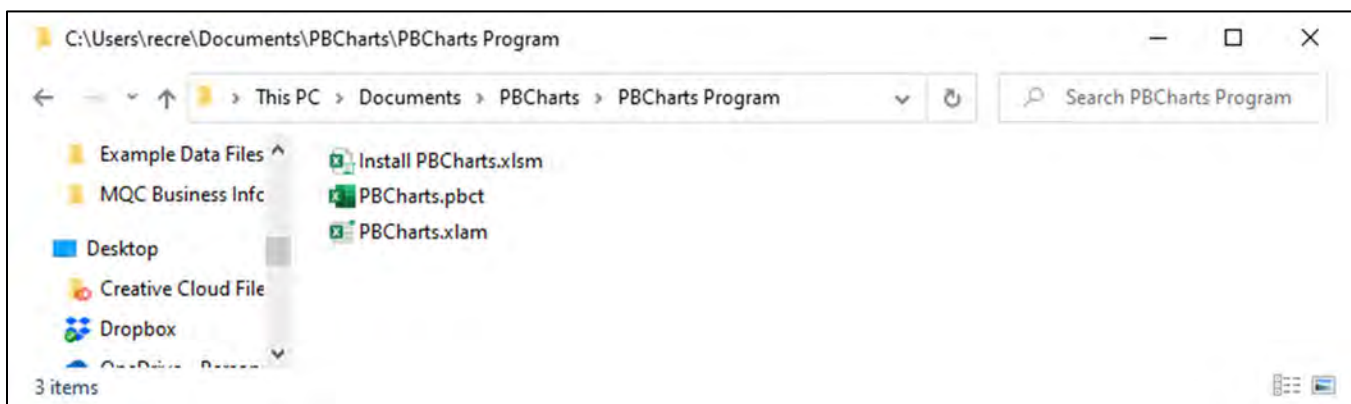 C:\Users\recre\Documents\PBCharts\PBCharts Program
This PC > Documents > PBCharts > PBCharts Program
Search PBCharts Program
Example Data Files
MQC Business Infc
Desktop
Creative Cloud File
Dropbox
Install PBCharts.xlsm
PBCharts.pbct
PBCharts.xlam
3 items